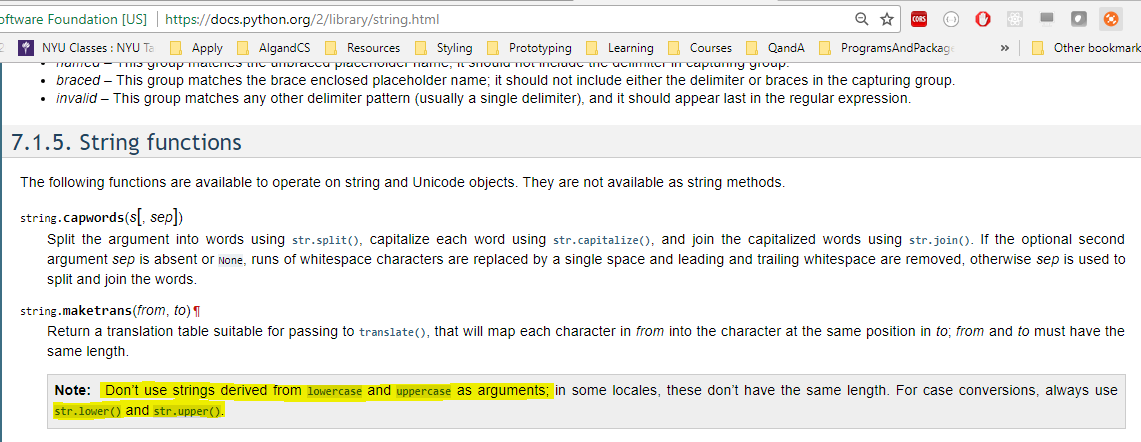 oftware Foundation [US] https://docs.python.org/2/library/string.html CORS
NYU Classes : NYU Ta Apply AlgandCS Resources Styling Prototyping Learning Courses QandA ProgramsAndPackage » Other bookmark
• named – This group matches the unbraced placeholder name; it should not include the delimiter in capturing group.
• braced – This group matches the brace enclosed placeholder name; it should not include either the delimiter or braces in the capturing group.
• invalid – This group matches any other delimiter pattern (usually a single delimiter), and it should appear last in the regular expression.
7.1.5. String functions
The following functions are available to operate on string and Unicode objects. They are not available as string methods.
string.capwords(s[, sep])
Split the argument into words using str.split(), capitalize each word using str.capitalize(), and join the capitalized words using str.join(). If the optional second
argument sep is absent or None, runs of whitespace characters are replaced by a single space and leading and trailing whitespace are removed, otherwise sep is used to
split and join the words.
string.maketrans(from, to)¶
Return a translation table suitable for passing to translate(), that will map each character in from into the character at the same position in to; from and to must have the
same length.
Note: Don't use strings derived from lowercase and uppercase as arguments; in some locales, these don't have the same length. For case conversions, always use
str.lower() and str.upper().